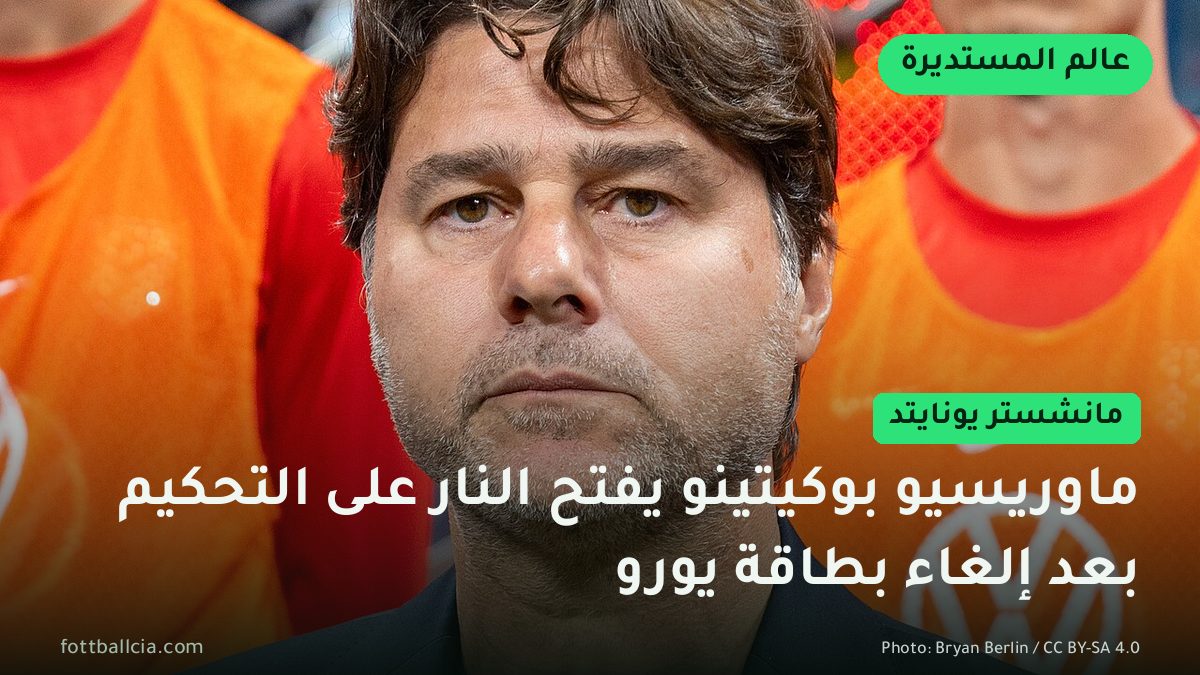 عالم المستديرة
مانشستر يونايتد
ماوريسيو بوكيتينو يفتح النار على التحكيم
بعد إلغاء بطاقة يورو
fottballcia.com
Photo: Bryan Berlin / CC BY-SA 4.0